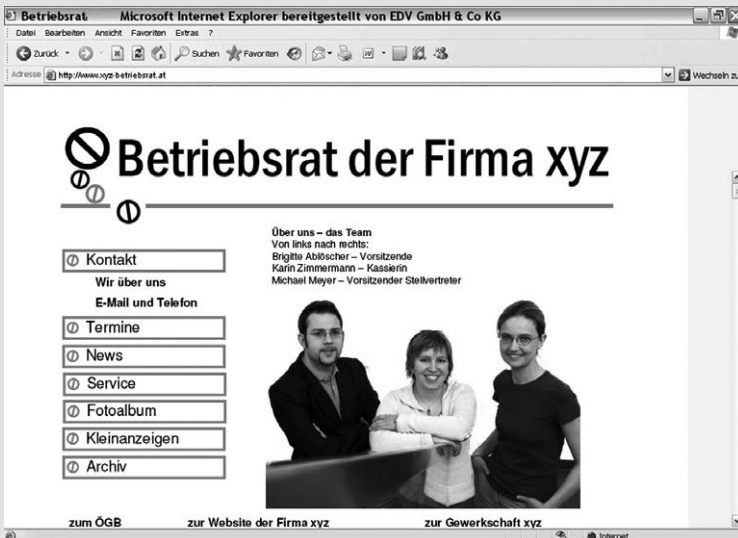 Betriebsrat Microsoft Internet Explorer bereitgestellt von EDV GmbH & Co KG
Datei Bearbeiten Ansicht Favoriten Extras ?
Zurück Suchen Favoriten
Adresse http://www.xyz-betriebsrat.at Wechseln zu
Betriebsrat der Firma xyz
Über uns – das Team
Von links nach rechts:
Brigitte Ablöscher – Vorsitzende
Karin Zimmermann – Kassierin
Michael Meyer – Vorsitzender Stellvertreter
Kontakt
Wir über uns
E-Mail und Telefon
Termine
News
Service
Fotoalbum
Kleinanzeigen
Archiv
zum ÖGB zur Website der Firma xyz zur Gewerkschaft xyz
Internet